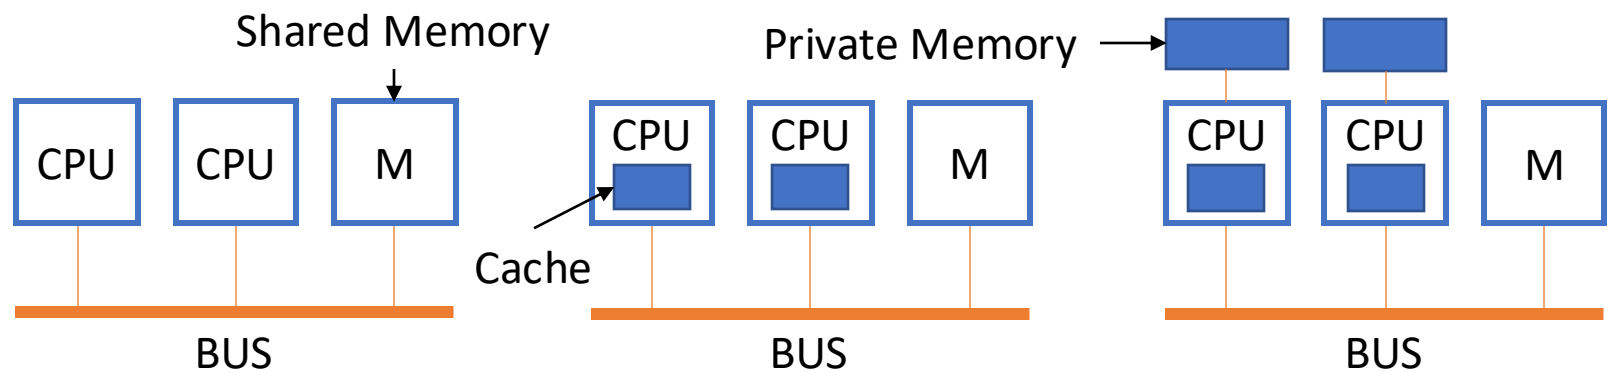 Shared Memory
CPU
CPU
M
BUS
Cache
CPU
CPU
M
BUS
Private Memory
CPU
CPU
M
BUS